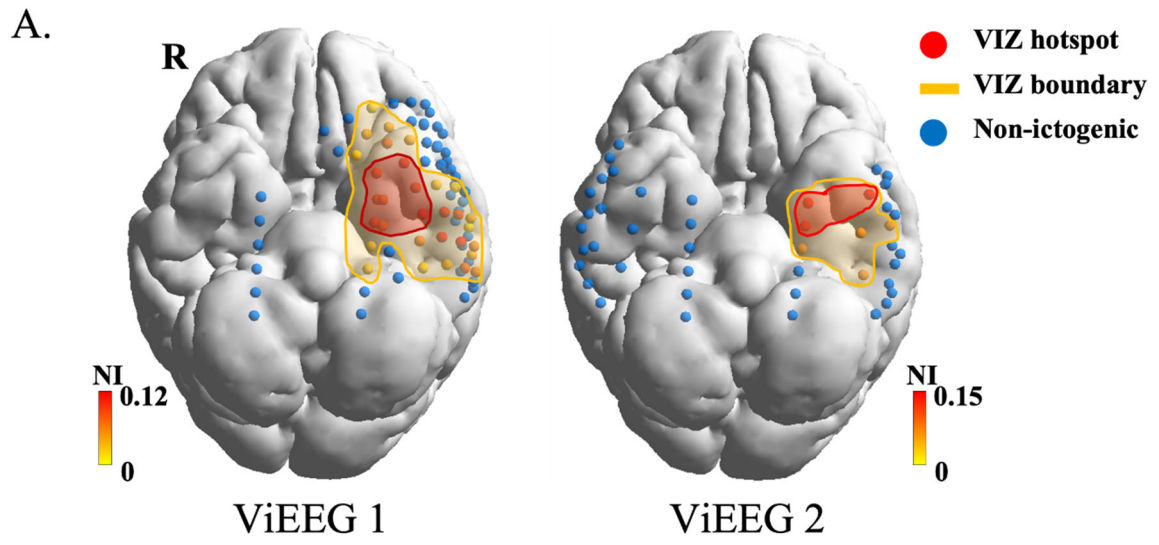 A.
R
VIZ hotspot
VIZ boundary
Non-ictogenic
NI
0.12
0
NI
0.15
0
ViEEG 1
ViEEG 2